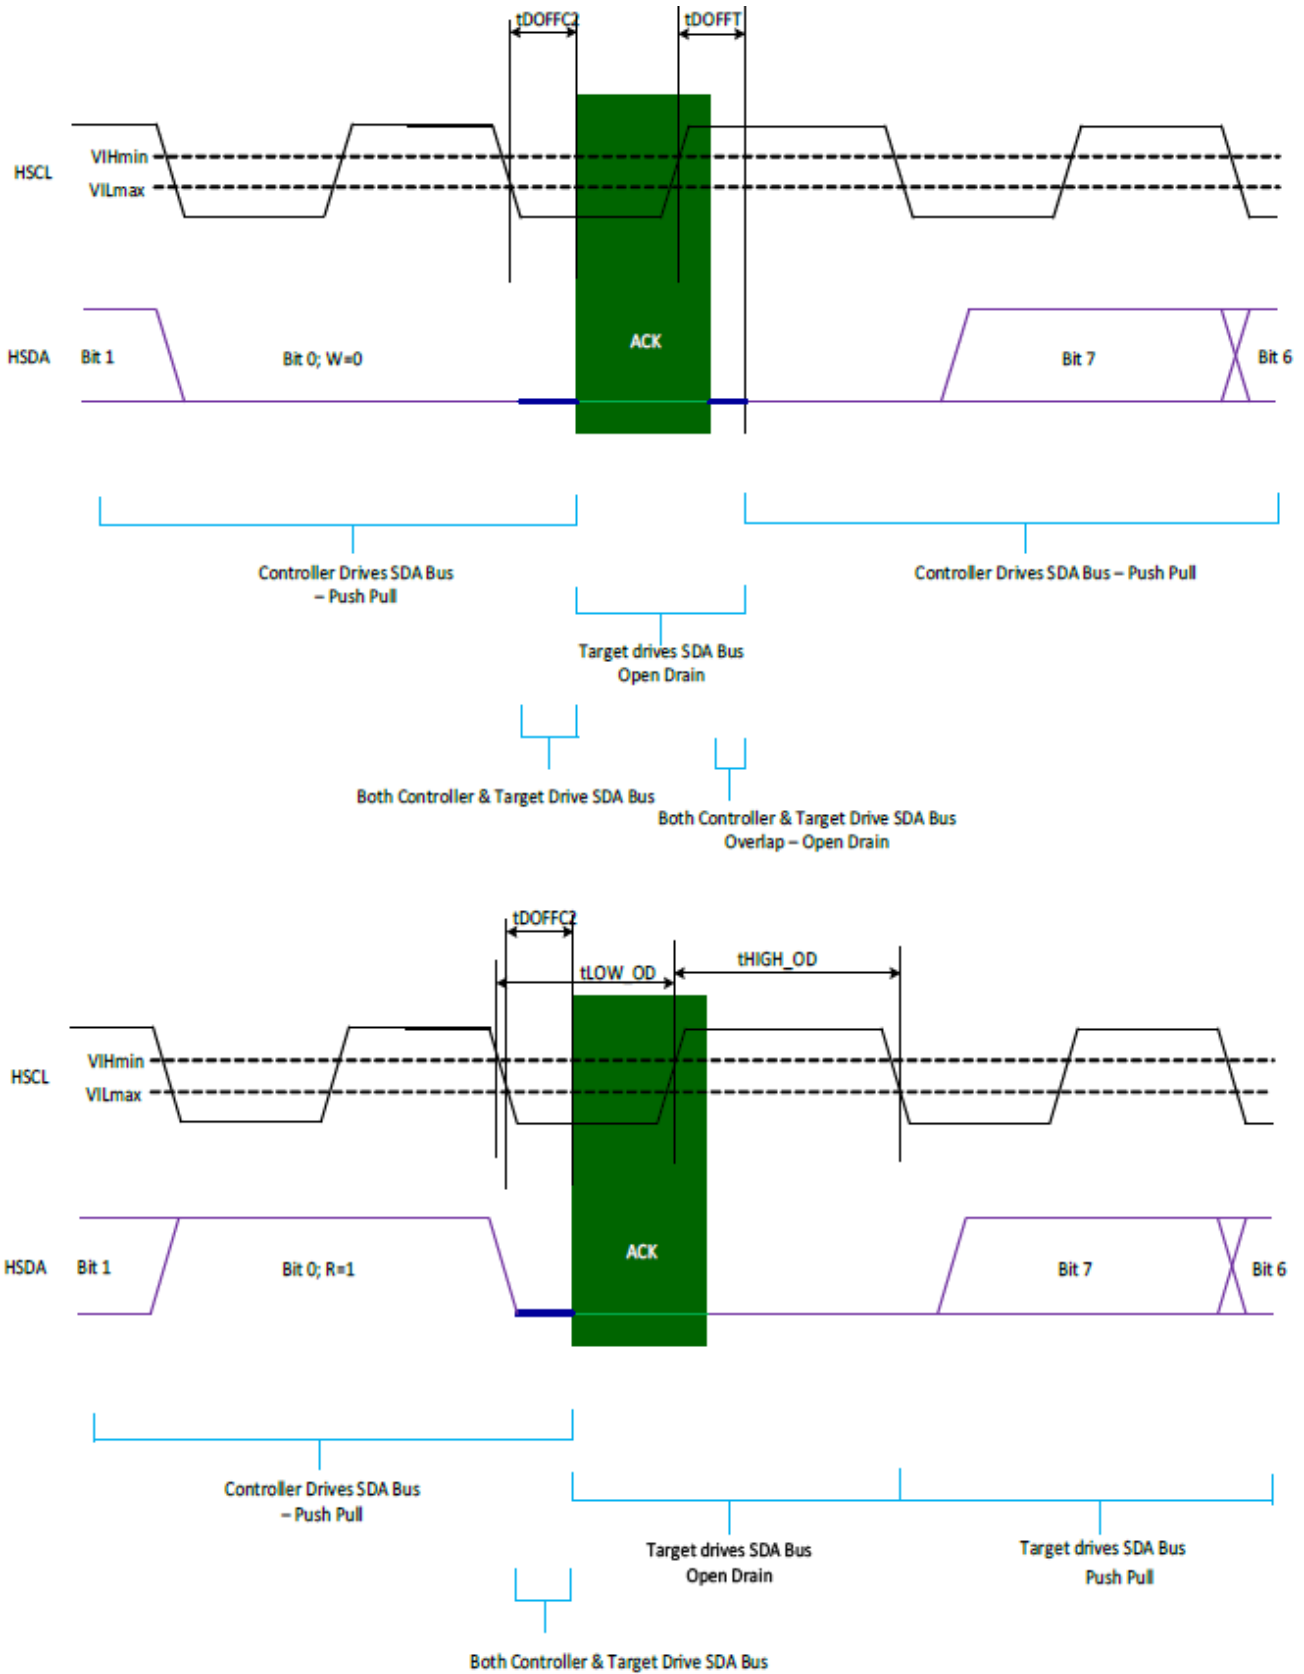 tDOFFC2
tDOFFT
HSCL
VIHmin
VILmax
HSDA
Bit 1
Bit 0; W=0
ACK
Bit 7
Bit 6
Controller Drives SDA Bus
– Push Pull
Controller Drives SDA Bus – Push Pull
Target drives SDA Bus
Open Drain
Both Controller & Target Drive SDA Bus
Both Controller & Target Drive SDA Bus
Overlap – Open Drain
tDOFFC2
tLOW_OD
tHIGH_OD
HSCL
VIHmin
VILmax
HSDA
Bit 1
Bit 0; R=1
ACK
Bit 7
Bit 6
Controller Drives SDA Bus
– Push Pull
Target drives SDA Bus
Open Drain
Target drives SDA Bus
Push Pull
Both Controller & Target Drive SDA Bus